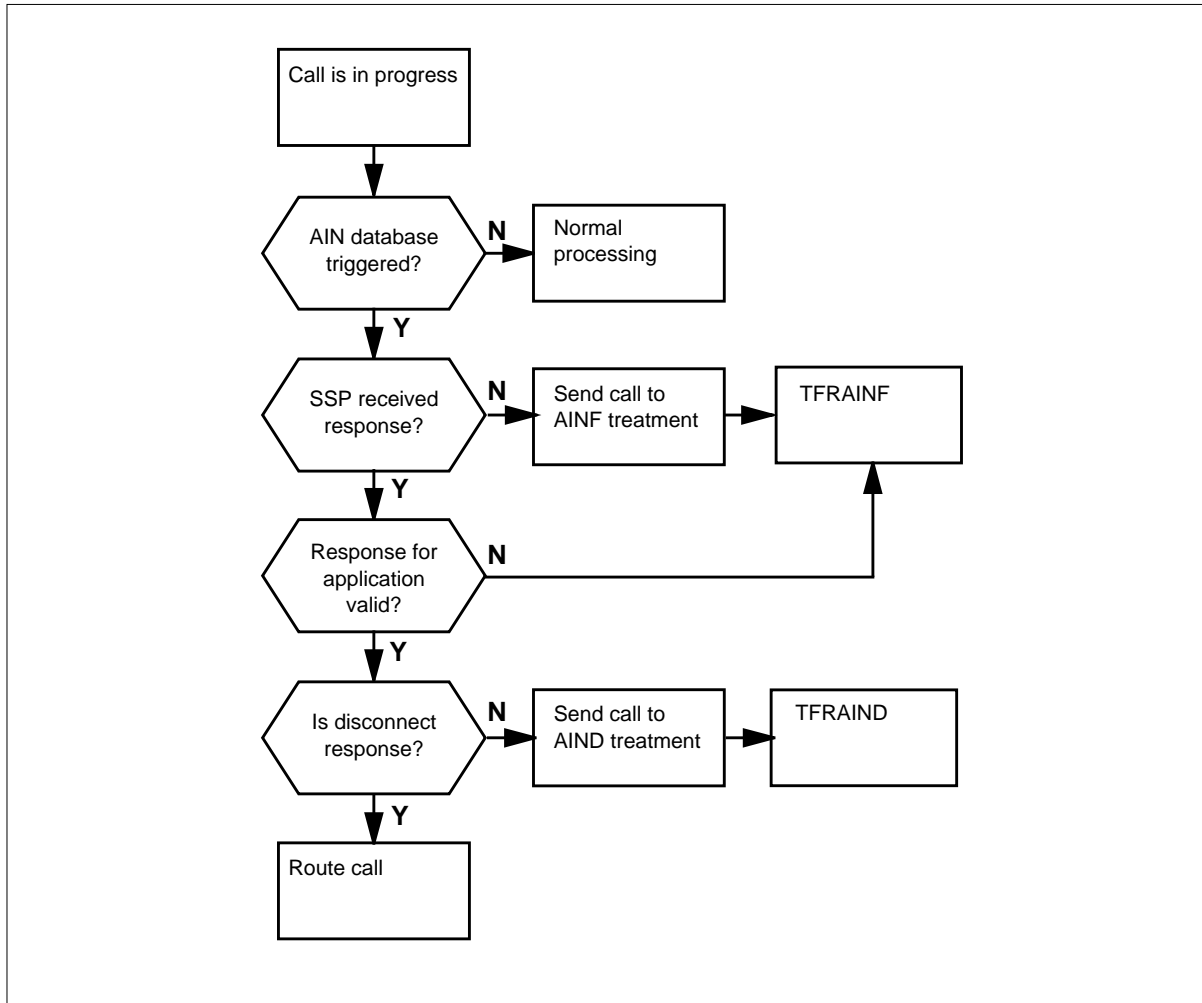 Call is in progress
AIN database
triggered?
N
Normal
processing
Y
SSP received
response?
N
Send call to
AINF treatment
TFRAINF
Y
Response for
application
valid?
N
Y
Is disconnect
response?
N
Send call to
AIND treatment
TFRAIND
Y
Route call